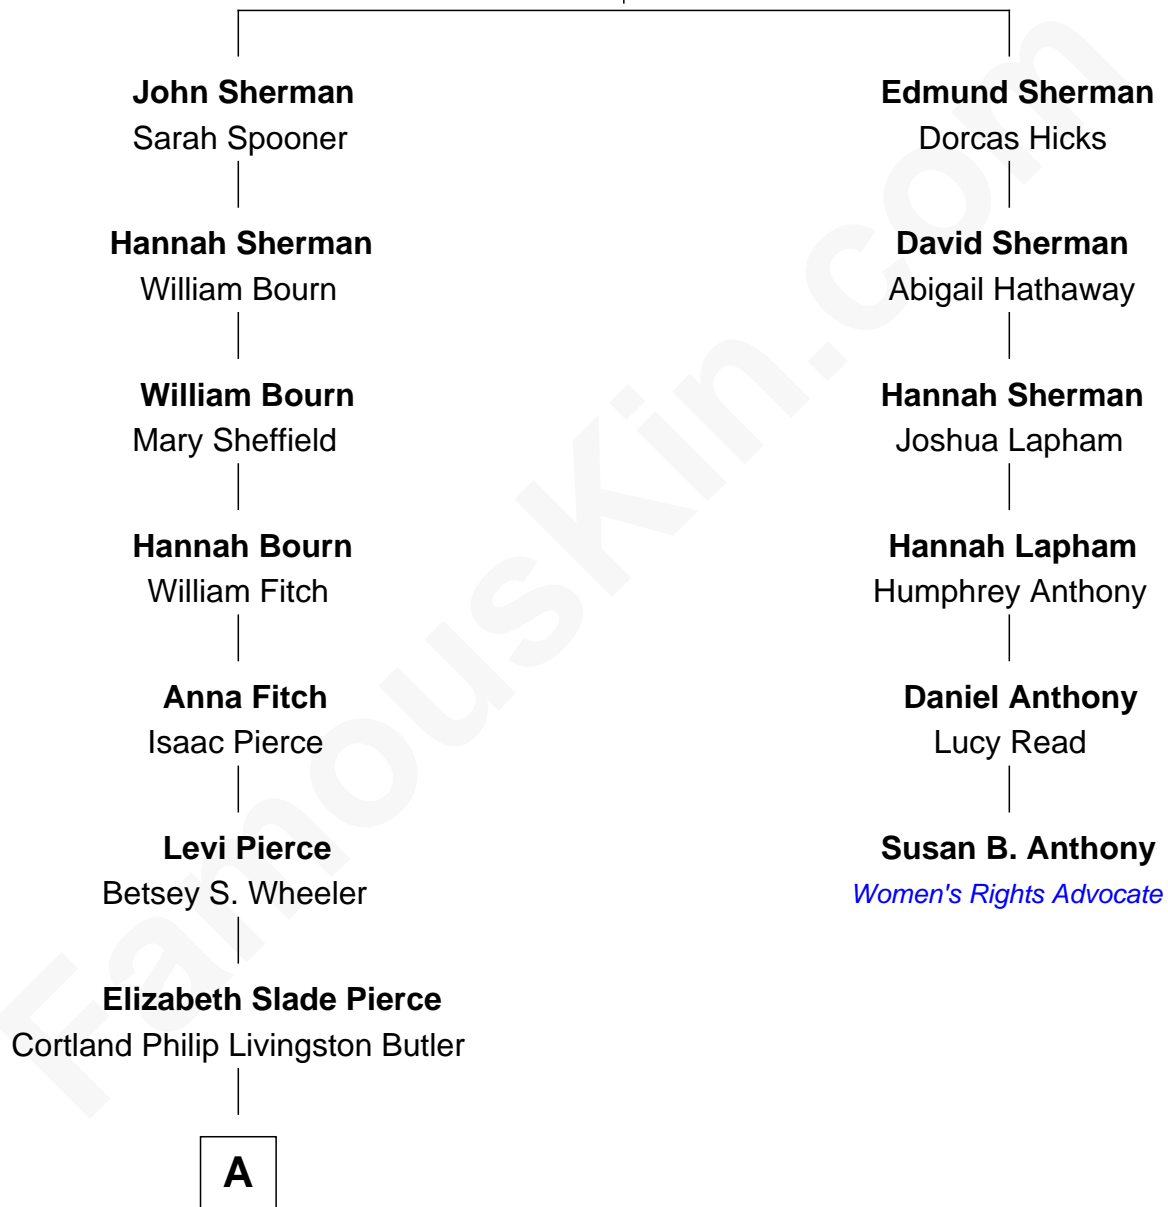 John Sherman
Sarah Spooner
Hannah Sherman
William Bourn
William Bourn
Mary Sheffield
Hannah Bourn
William Fitch
Anna Fitch
Isaac Pierce
Levi Pierce
Betsey S. Wheeler
Elizabeth Slade Pierce
Cortland Philip Livingston Butler
A
Edmund Sherman
Dorcas Hicks
David Sherman
Abigail Hathaway
Hannah Sherman
Joshua Lapham
Hannah Lapham
Humphrey Anthony
Daniel Anthony
Lucy Read
Susan B. Anthony
Women's Rights Advocate
FamousKin.com